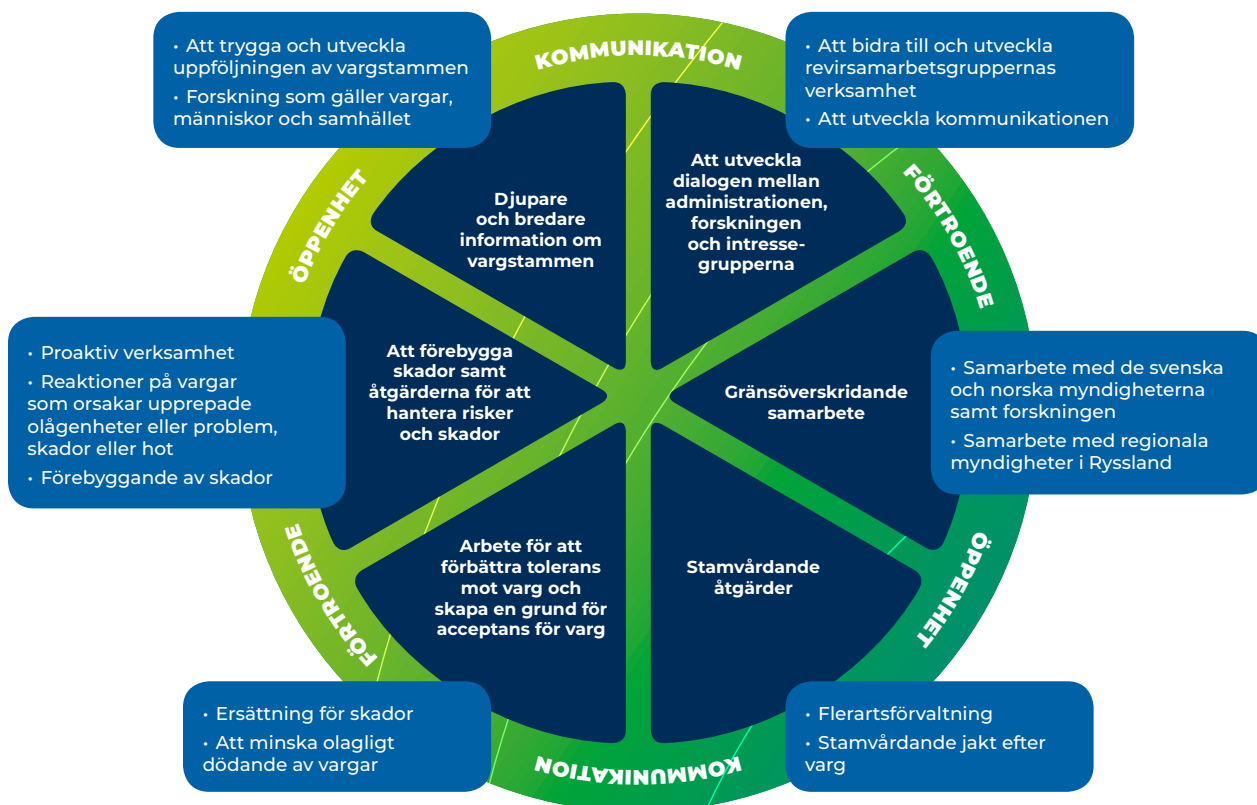 KOMMUNIKATION
· Att trygga och utveckla
uppföljningen av vargstammen
· Forskning som gäller vargar,
människor och samhället
· Att bidra till och utveckla
revirsamarbetsgruppernas
verksamhet
· Att utveckla kommunikationen
ÖPPENHET
FÖRTROENDE
Djupare
och bredare
information om
vargstammen
Att utveckla
dialogen mellan
administrationen,
forskningen
och intresse-
grupperna
· Proaktiv verksamhet
· Reaktioner på vargar
som orsakar upprepade
olägenheter eller problem,
skador eller hot
· Förebyggande av skador
Att förebygga
skador samt
åtgärderna för att
hantera risker
och skador
Gränsöverskridande
samarbete
· Samarbete med de svenska
och norska myndigheterna
samt forskningen
· Samarbete med regionala
myndigheter i Ryssland
FÖRTROENDE
Arbete för att
förbättra tolerans
mot varg och
skapa en grund för
acceptans för varg
Stamvårdande
åtgärder
ÖPPENHET
· Ersättning för skador
· Att minska olagligt
dödande av vargar
· Flerartsförvaltning
· Stamvårdande jakt efter
varg
KOMMUNIKATION